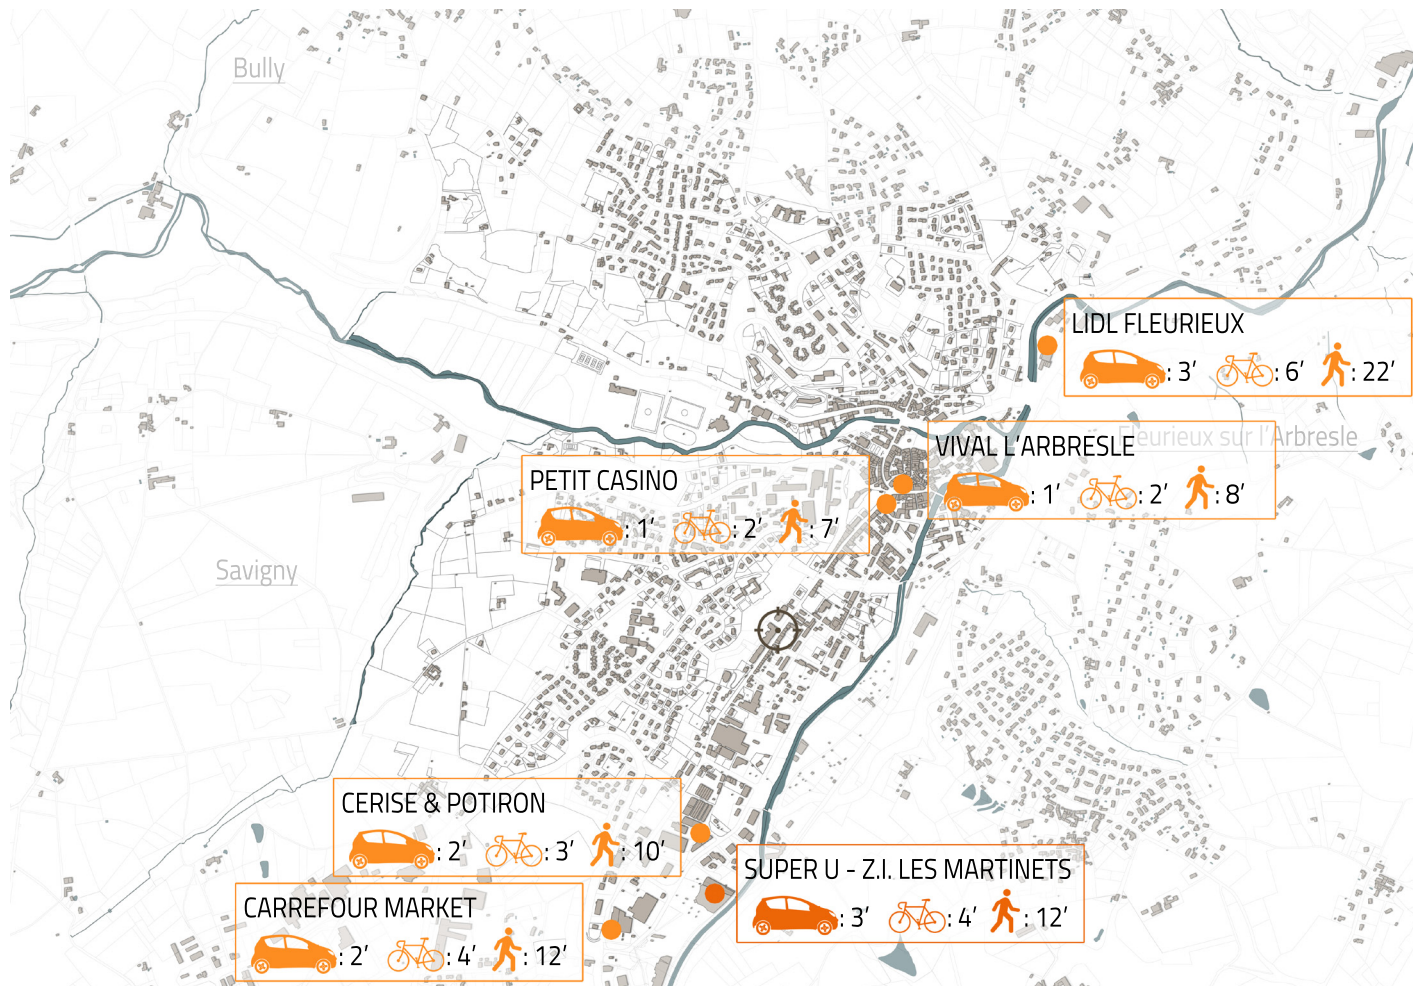 Bully
LIDL FLEURIEUX
: 3’ : 6’ : 22’
Fleurieux sur l’Arbresle
VIVAL L’ARBRESLE
: 1’ : 2’ : 8’
PETIT CASINO
: 1’ : 2’ : 7’
Savigny
CERISE & POTIRON
: 2’ : 3’ : 10’
SUPER U - Z.I. LES MARTINETS
: 3’ : 4’ : 12’
CARREFOUR MARKET
: 2’ : 4’ : 12’